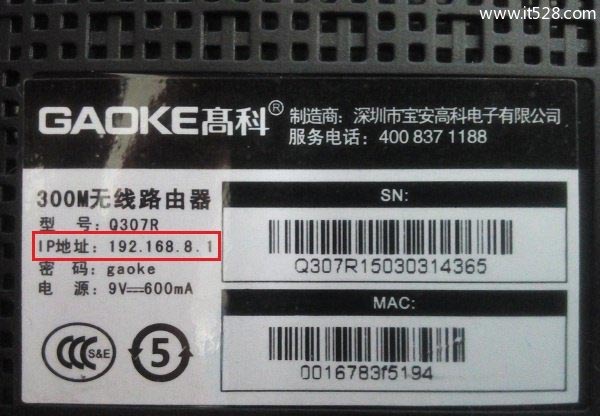 www.it528.com
GAOKE高科®
制造商：深圳市宝安高科电子有限公司
服务电话：400 837 1188
300M无线路由器
型 号：Q307R
IP地址：192.168.8.1
密 码：gaoke
电 源：9V⎓600mA
SN:
Q307R15030314365
MAC:
0016783f5194
CCC S&E
5